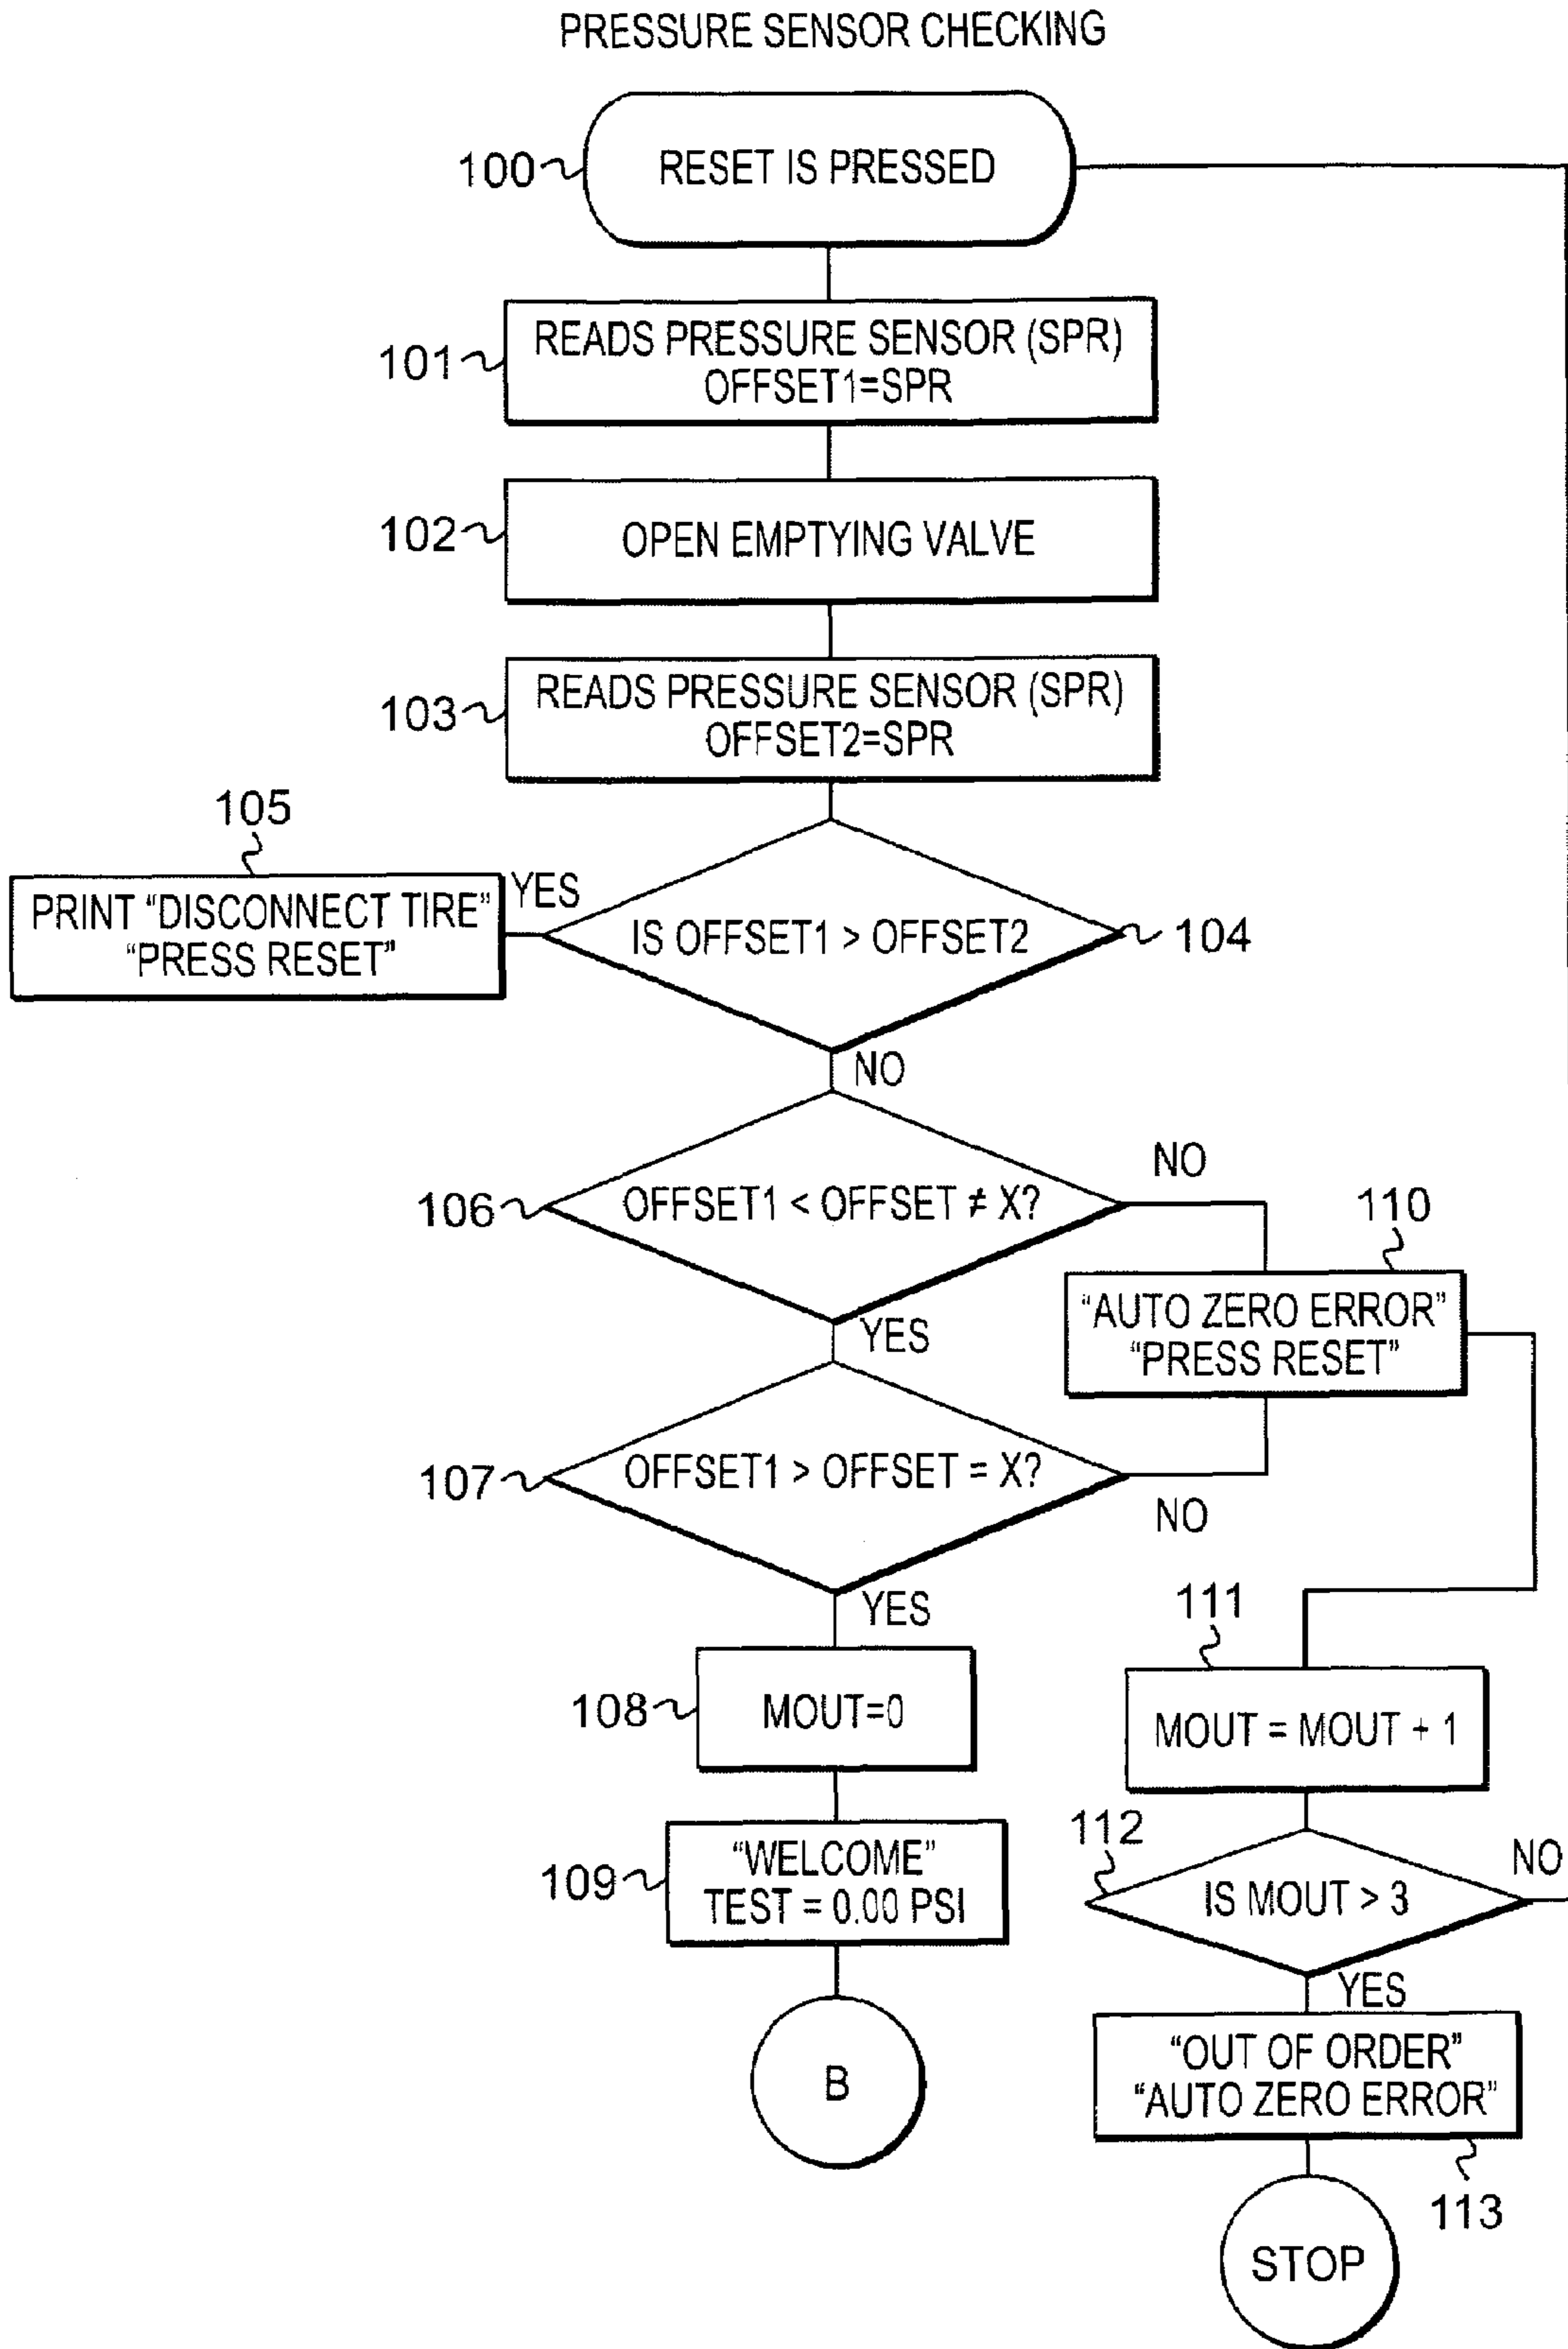 PRESSURE SENSOR CHECKING
100
RESET IS PRESSED
101
READS PRESSURE SENSOR (SPR)
OFFSET1=SPR
102
OPEN EMPTYING VALVE
103
READS PRESSURE SENSOR (SPR)
OFFSET2=SPR
105
PRINT “DISCONNECT TIRE”
“PRESS RESET”
YES
IS OFFSET1 > OFFSET2
104
NO
106
OFFSET1 < OFFSET ≠ X?
NO
YES
110
“AUTO ZERO ERROR”
“PRESS RESET”
107
OFFSET1 > OFFSET = X?
NO
YES
108
MOUT=0
111
MOUT = MOUT + 1
109
“WELCOME”
TEST = 0.00 PSI
112
IS MOUT > 3
NO
YES
B
“OUT OF ORDER”
“AUTO ZERO ERROR”
113
STOP